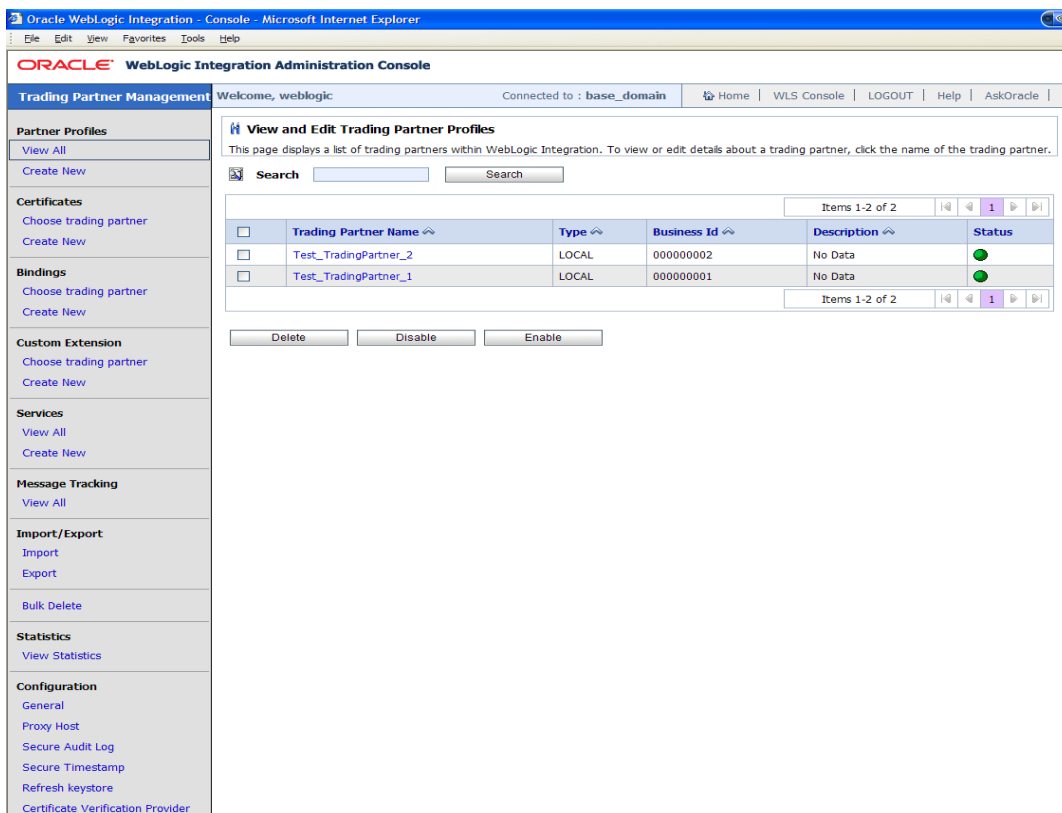 Oracle WebLogic Integration - Console - Microsoft Internet Explorer
File Edit View Favorites Tools Help
ORACLE WebLogic Integration Administration Console
Trading Partner Management
Welcome, weblogic Connected to : base_domain Home | WLS Console | LOGOUT | Help | AskOracle |
Partner Profiles
View All
Create New
Certificates
Choose trading partner
Create New
Bindings
Choose trading partner
Create New
Custom Extension
Choose trading partner
Create New
Services
View All
Create New
Message Tracking
View All
Import/Export
Import
Export
Bulk Delete
Statistics
View Statistics
Configuration
General
Proxy Host
Secure Audit Log
Secure Timestamp
Refresh keystore
Certificate Verification Provider
View and Edit Trading Partner Profiles
This page displays a list of trading partners within WebLogic Integration. To view or edit details about a trading partner, click the name of the trading partner.
Search Search
Items 1-2 of 2 1
Trading Partner Name Type Business Id Description Status
Test_TradingPartner_2 LOCAL 000000002 No Data
Test_TradingPartner_1 LOCAL 000000001 No Data
Items 1-2 of 2 1
Delete Disable Enable